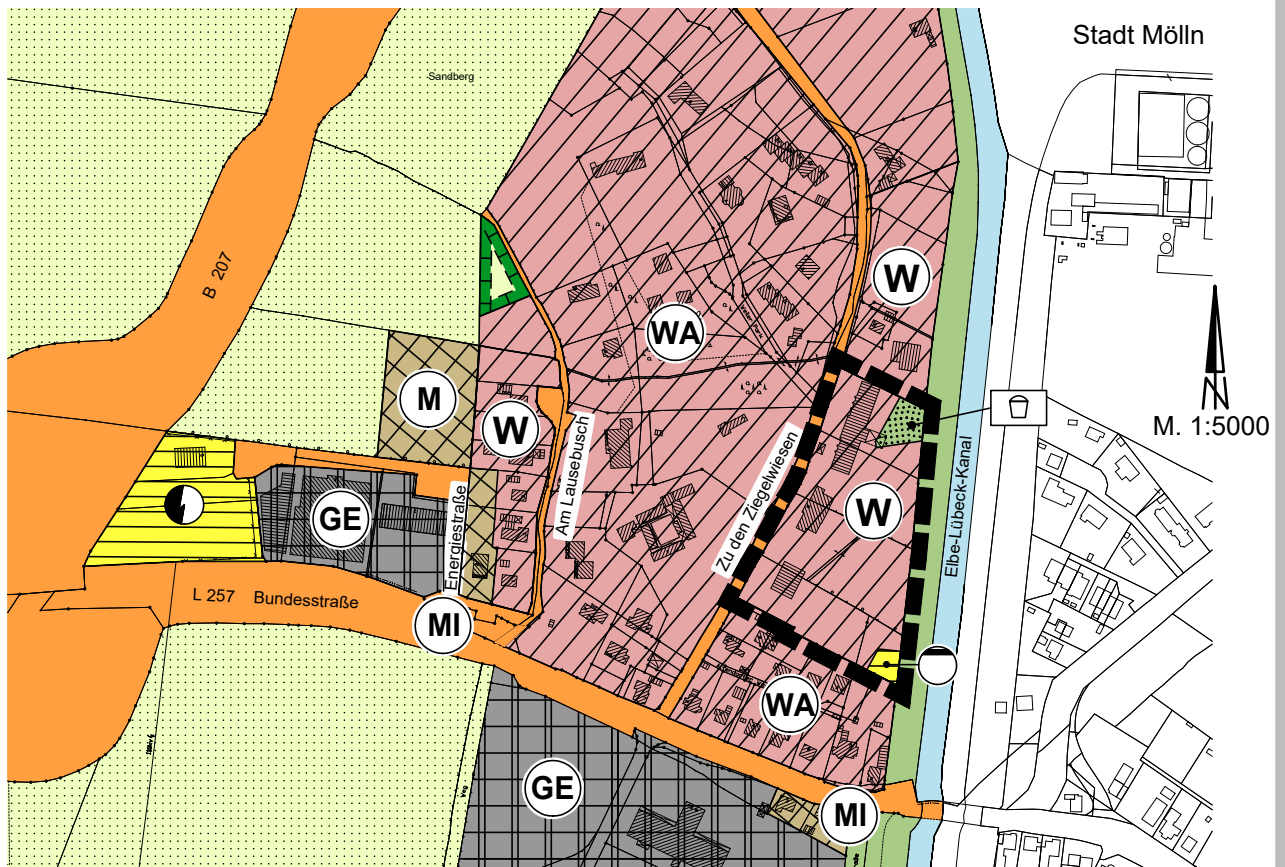 Stadt Mölln
Sandberg
B 207
W
WA
M
W
M. 1:5000
Am Lausebusch
Zu den Ziegelwiesen
Elbe-Lübeck-Kanal
W
GE
Energiestraße
L 257 Bundesstraße
MI
WA
GE
MI